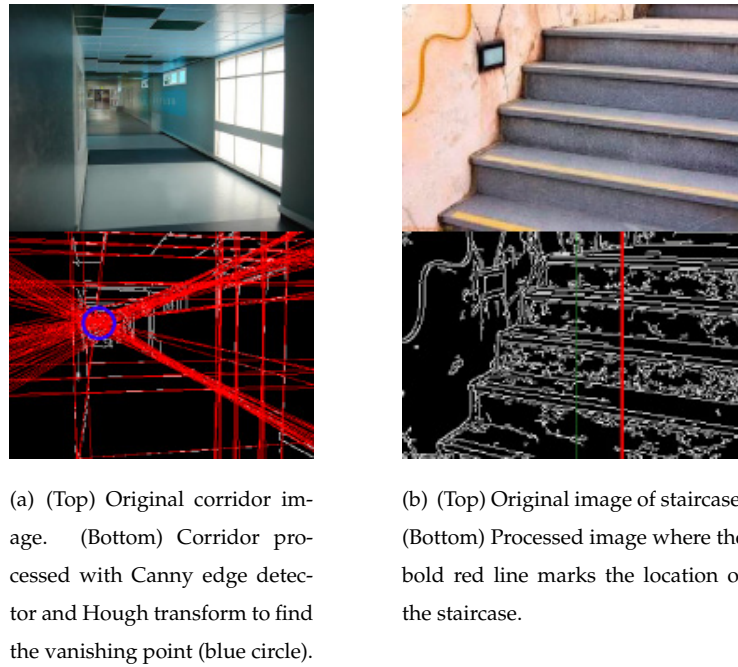 (a) (Top) Original corridor im-
age. (Bottom) Corridor pro-
cessed with Canny edge detec-
tor and Hough transform to find
the vanishing point (blue circle).
(b) (Top) Original image of staircase
(Bottom) Processed image where the
bold red line marks the location o
the staircase.